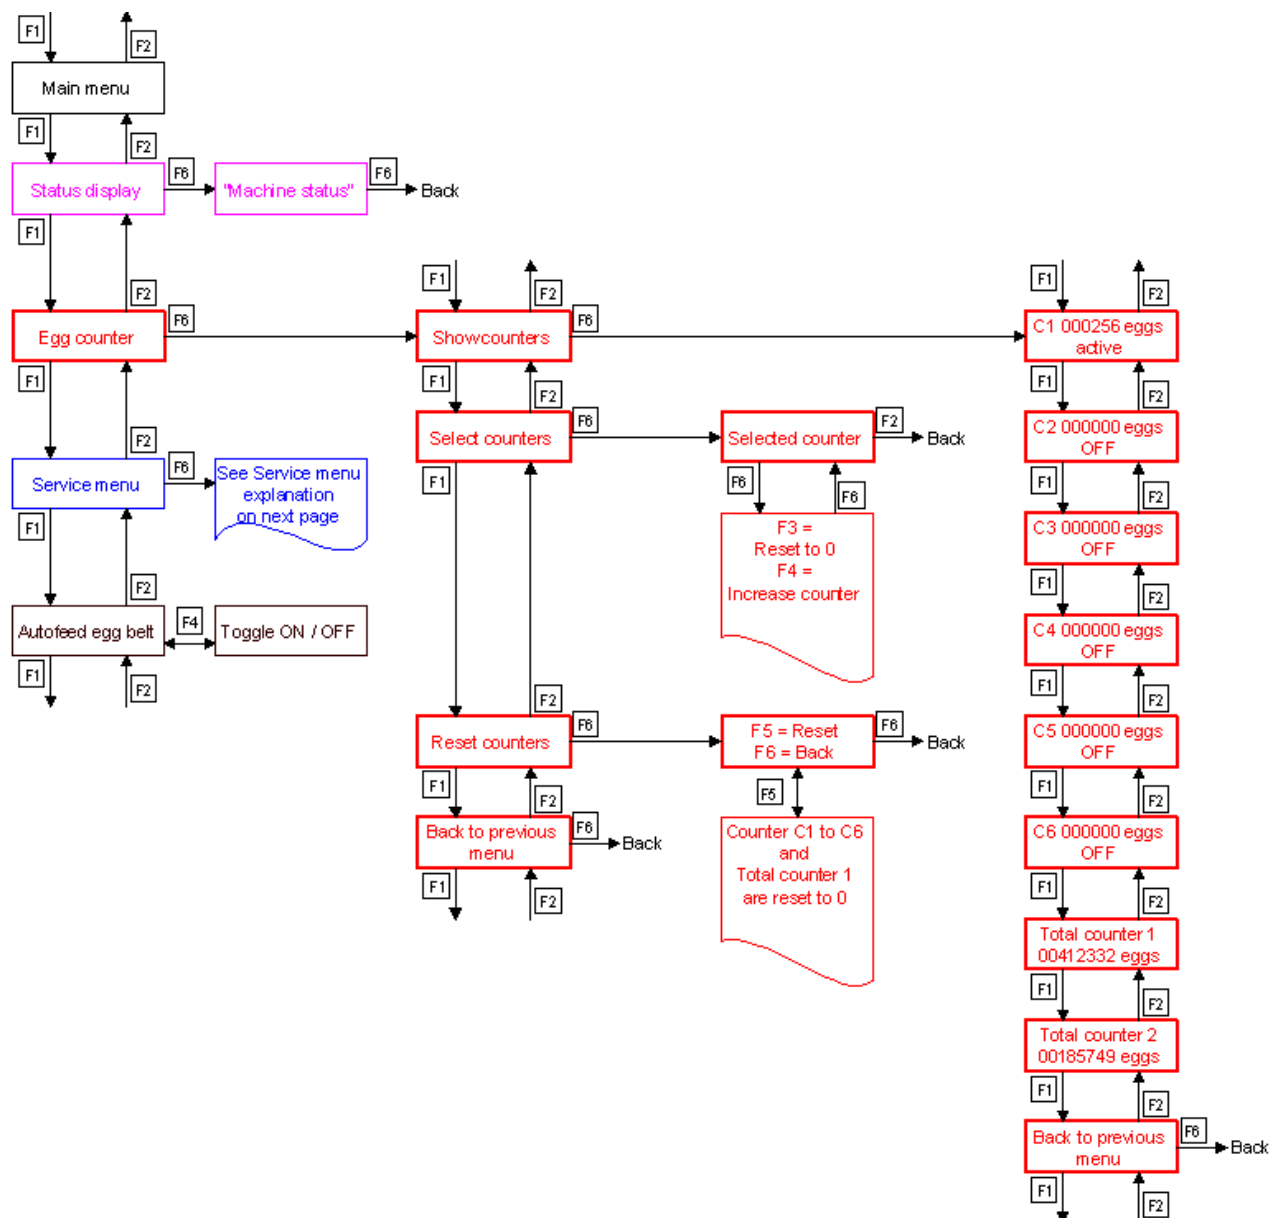 F1
F2
Main menu
F1
F2
Status display
F6
"Machine status"
F6
Back
F1
F2
Egg counter
F6
F1
F2
Service menu
F6
See Service menu
explanation
on next page
F1
F2
Autofeed egg belt
F4
Toggle ON / OFF
F1
F2
F1
F2
Showcounters
F6
F1
F2
Select counters
F6
Selected counter
F2
Back
F6
F6
F3 =
Reset to 0
F4 =
Increase counter
F1
F2
Reset counters
F6
F5 = Reset
F6 = Back
F6
Back
F5
Counter C1 to C6
and
Total counter 1
are reset to 0
F1
F2
Back to previous
menu
F6
Back
F1
F2
F1
F2
C1 000256 eggs
active
F1
F2
C2 000000 eggs
OFF
F1
F2
C3 000000 eggs
OFF
F1
F2
C4 000000 eggs
OFF
F1
F2
C5 000000 eggs
OFF
F1
F2
C6 000000 eggs
OFF
F1
F2
Total counter 1
00412332 eggs
F1
F2
Total counter 2
00185749 eggs
F1
F2
Back to previous
menu
F6
Back
F1
F2